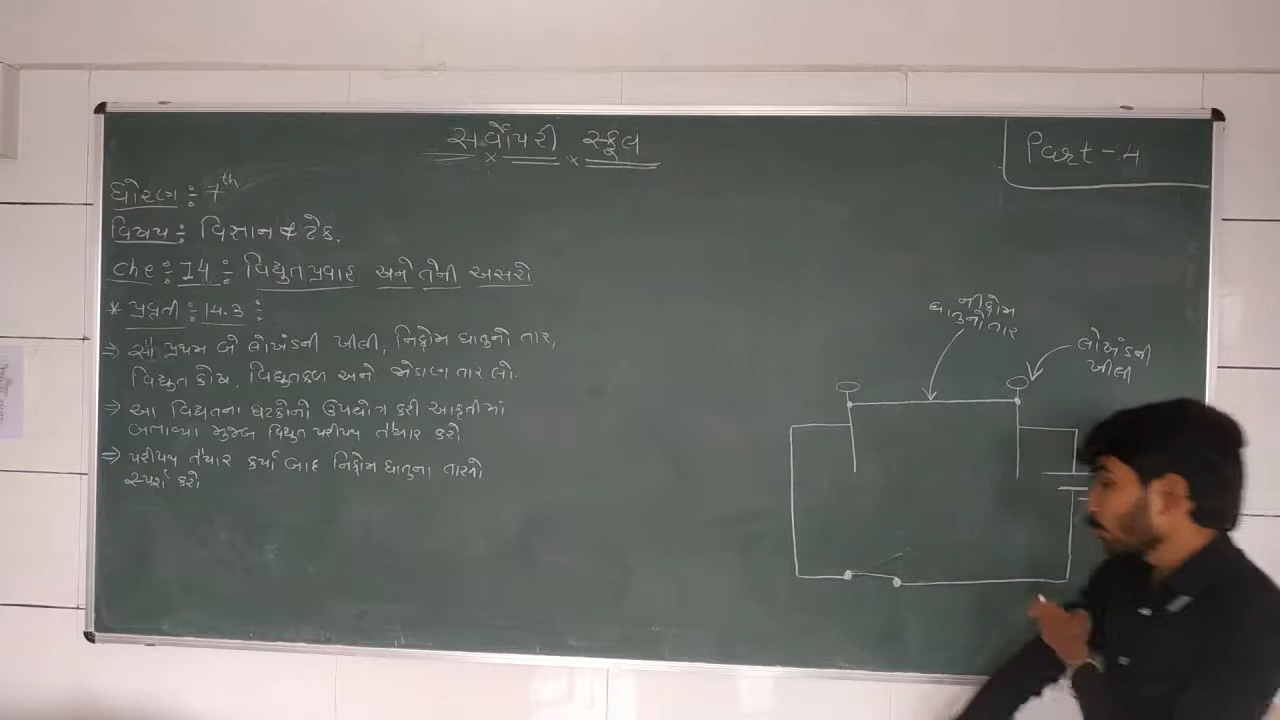 સર્વોપરી સ્કૂલ
Part - 4
ધોરણ : 7th
વિષય : વિજ્ઞાન & ટેક.
che : 14 : વિદ્યુતપ્રવાહ અને તેની અસરો
* પ્રવૃતી : 14.3 :
⇒ સૌ પ્રથમ બે લોખંડની ખીલી, નિક્રોમ ધાતુનો તાર,
વિદ્યુત કોષ, વિદ્યુતકળ અને જોડાણ તાર લો.
⇒ આ વિદ્યુતના ઘટકોનો ઉપયોગ કરી આકૃતીમાં
બતાવ્યા મુજબ વિદ્યુત પરીપથ તૈયાર કરો
⇒ પરીપથ તૈયાર કર્યા બાદ નિક્રોમ ધાતુના તારનો
સ્પર્શ કરો
નીક્રોમ
ધાતુનો તાર
લોખંડની
ખીલી